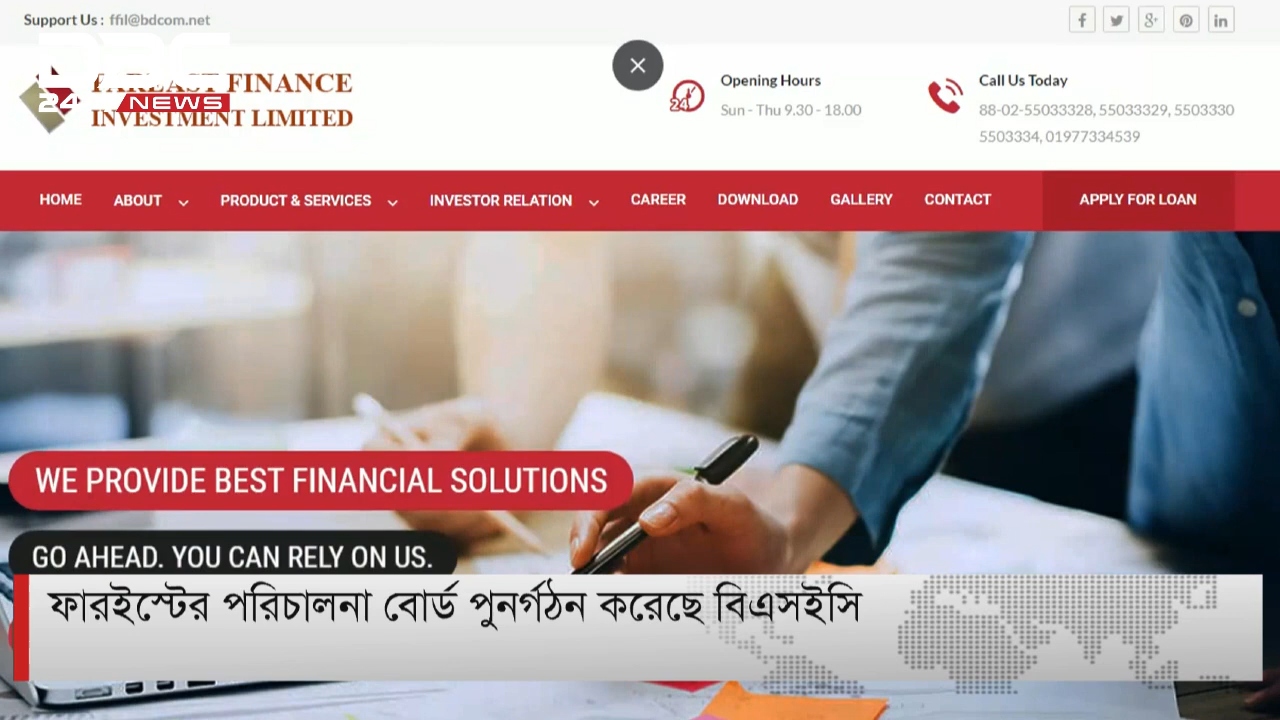 Support Us : ffil@bdcom.net
DBC
24 NEWS
FAREAST FINANCE
INVESTMENT LIMITED
24
Opening Hours
Sun - Thu 9.30 - 18.00
Call Us Today
88-02-55033328, 55033329, 5503330
5503334, 01977334539
HOME ABOUT PRODUCT & SERVICES INVESTOR RELATION CAREER DOWNLOAD GALLERY CONTACT APPLY FOR LOAN
WE PROVIDE BEST FINANCIAL SOLUTIONS
GO AHEAD. YOU CAN RELY ON US.
ফারইস্টের পরিচালনা বোর্ড পুনর্গঠন করেছে বিএসইসি